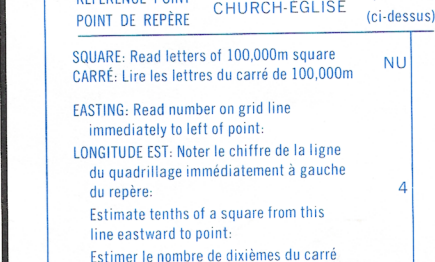 REFERENCE POINT
POINT DE REPÈRE CHURCH-ÉGLISE (ci-dessus)
SQUARE: Read letters of 100,000m square
CARRÉ: Lire les lettres du carré de 100,000m NU
EASTING: Read number on grid line
immediately to left of point:
LONGITUDE EST: Noter le chiffre de la ligne
du quadrillage immédiatement à gauche
du repère: 4
Estimate tenths of a square from this
line eastward to point:
Estimer le nombre de dixièmes du carré